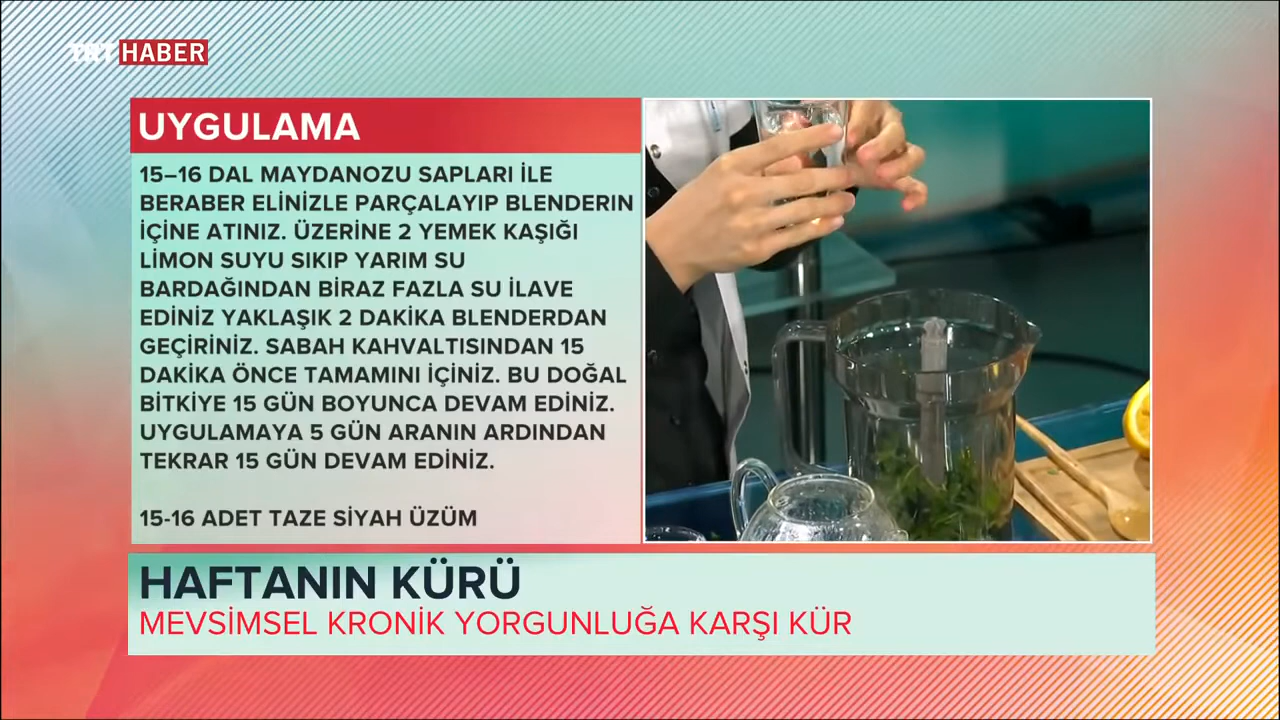 TRT HABER
UYGULAMA
15–16 DAL MAYDANOZU SAPLARI İLE
BERABER ELİNİZLE PARÇALAYIP BLENDERIN
İÇİNE ATINIZ. ÜZERİNE 2 YEMEK KAŞIĞI
LİMON SUYU SIKIP YARIM SU
BARDAĞINDAN BİRAZ FAZLA SU İLAVE
EDİNİZ YAKLAŞIK 2 DAKİKA BLENDERDAN
GEÇİRİNİZ. SABAH KAHVALTISINDAN 15
DAKİKA ÖNCE TAMAMINI İÇİNİZ. BU DOĞAL
BİTKİYE 15 GÜN BOYUNCA DEVAM EDİNİZ.
UYGULAMAYA 5 GÜN ARANIN ARDINDAN
TEKRAR 15 GÜN DEVAM EDİNİZ.
15-16 ADET TAZE SİYAH ÜZÜM
HAFTANIN KÜRÜ
MEVSİMSEL KRONİK YORGUNLUĞA KARŞI KÜR